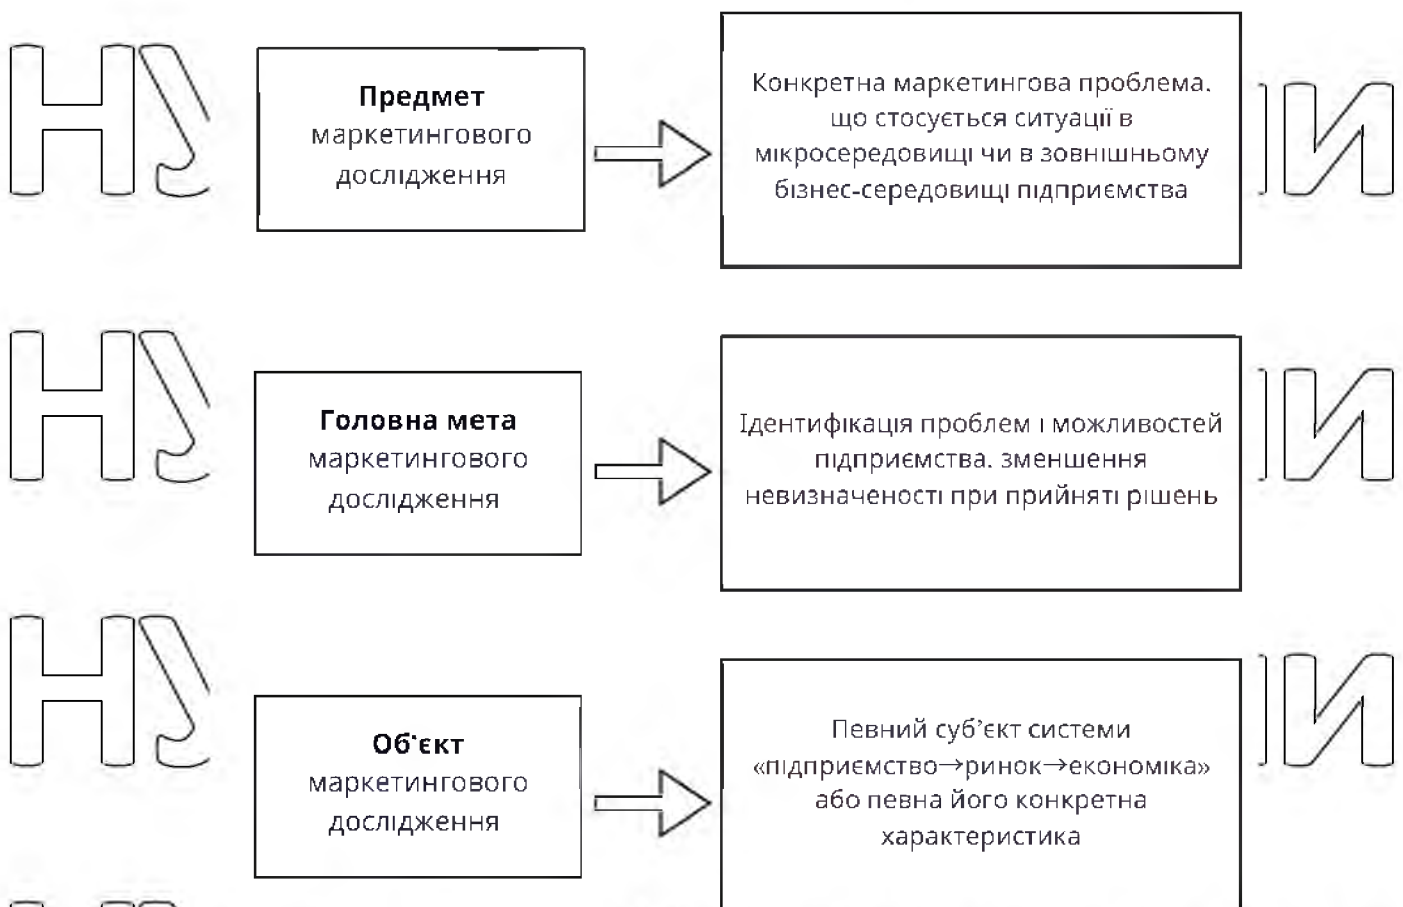 Предмет
маркетингового
дослідження
Конкретна маркетингова проблема.
що стосується ситуації в
мікросередовищі чи в зовнішньому
бізнес-середовищі підприємства
Головна мета
маркетингового
дослідження
Ідентифікація проблем і можливостей
підприємства. зменшення
невизначеності при прийняті рішень
Об'єкт
маркетингового
дослідження
Певний суб’єкт системи
«підприємство→ринок→економіка»
або певна його конкретна
характеристика